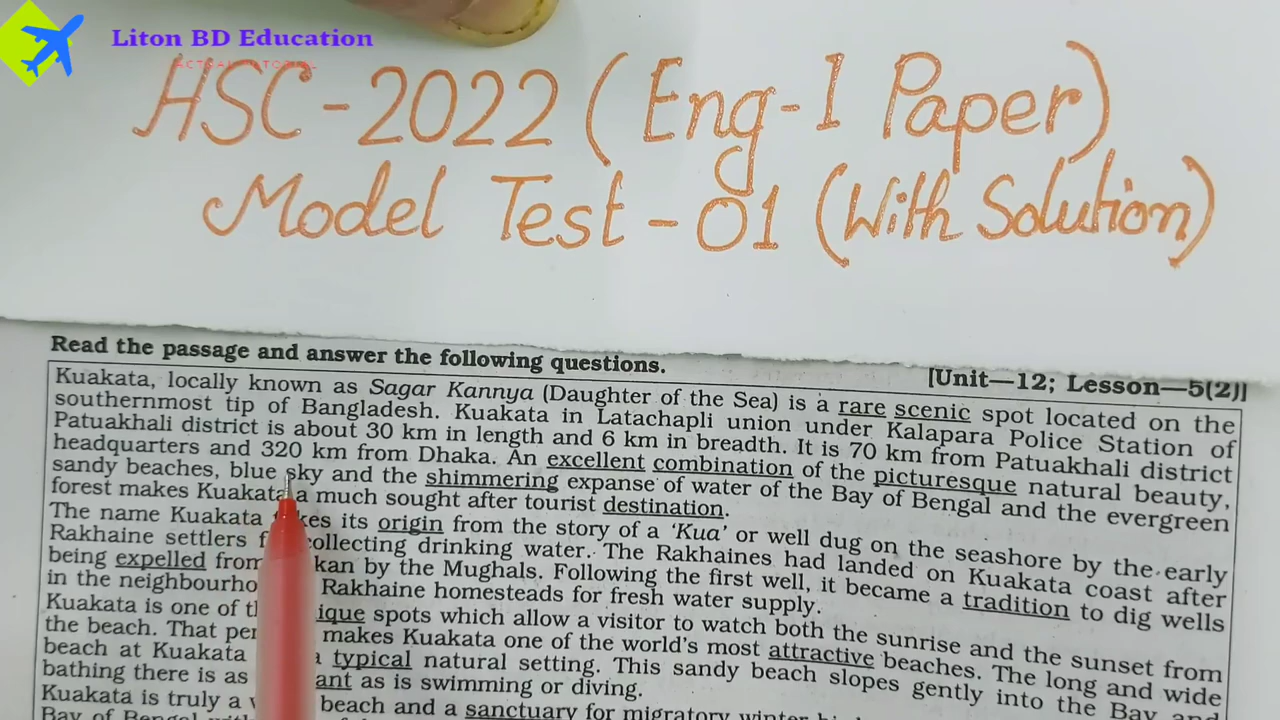 Liton BD Education
ACTUAL TUTORIAL
HSC-2022 (Eng-I Paper)
Model Test-01 (With Solution)
Read the passage and answer the following questions.
[Unit—12; Lesson—5(2)]
Kuakata, locally known as Sagar Kannya (Daughter of the Sea) is a rare scenic spot located on the
southernmost tip of Bangladesh. Kuakata in Latachapli union under Kalapara Police Station of
Patuakhali district is about 30 km in length and 6 km in breadth. It is 70 km from Patuakhali district
headquarters and 320 km from Dhaka. An excellent combination of the picturesque natural beauty,
sandy beaches, blue sky and the shimmering expanse of water of the Bay of Bengal and the evergreen
forest makes Kuakata a much sought after tourist destination.
The name Kuakata kes its origin from the story of a 'Kua' or well dug on the seashore by the early
Rakhaine settlers f collecting drinking water. The Rakhaines had landed on Kuakata coast after
being expelled from kan by the Mughals. Following the first well, it became a tradition to dig wells
in the neighbourho Rakhaine homesteads for fresh water supply.
Kuakata is one of t ique spots which allow a visitor to watch both the sunrise and the sunset from
the beach. That per makes Kuakata one of the world's most attractive beaches. The long and wide
beach at Kuakata a typical natural setting. This sandy beach slopes gently into the Bay and
bathing there is as ant as is swimming or diving.
Kuakata is truly a beach and a sanctuary for migratory winter
Bay of Bengal